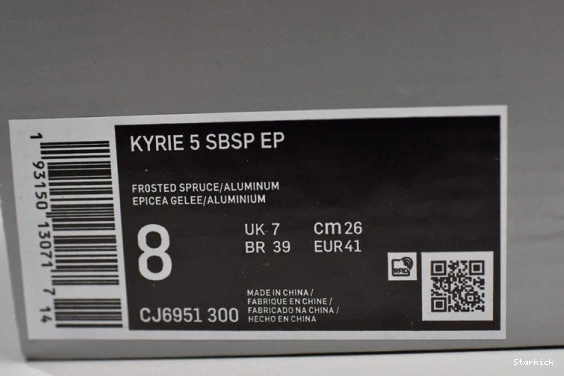 KYRIE 5 SBSP EP
FROSTED SPRUCE/ALUMINUM
EPICEA GELEE/ALUMINIUM
8
UK 7 cm 26
BR 39 EUR 41
RFID
CJ6951 300
MADE IN CHINA /
FABRIQUE EN CHINE /
FABRICADO NA CHINA /
HECHO EN CHINA
1 93150 13071 7 14
Starkick